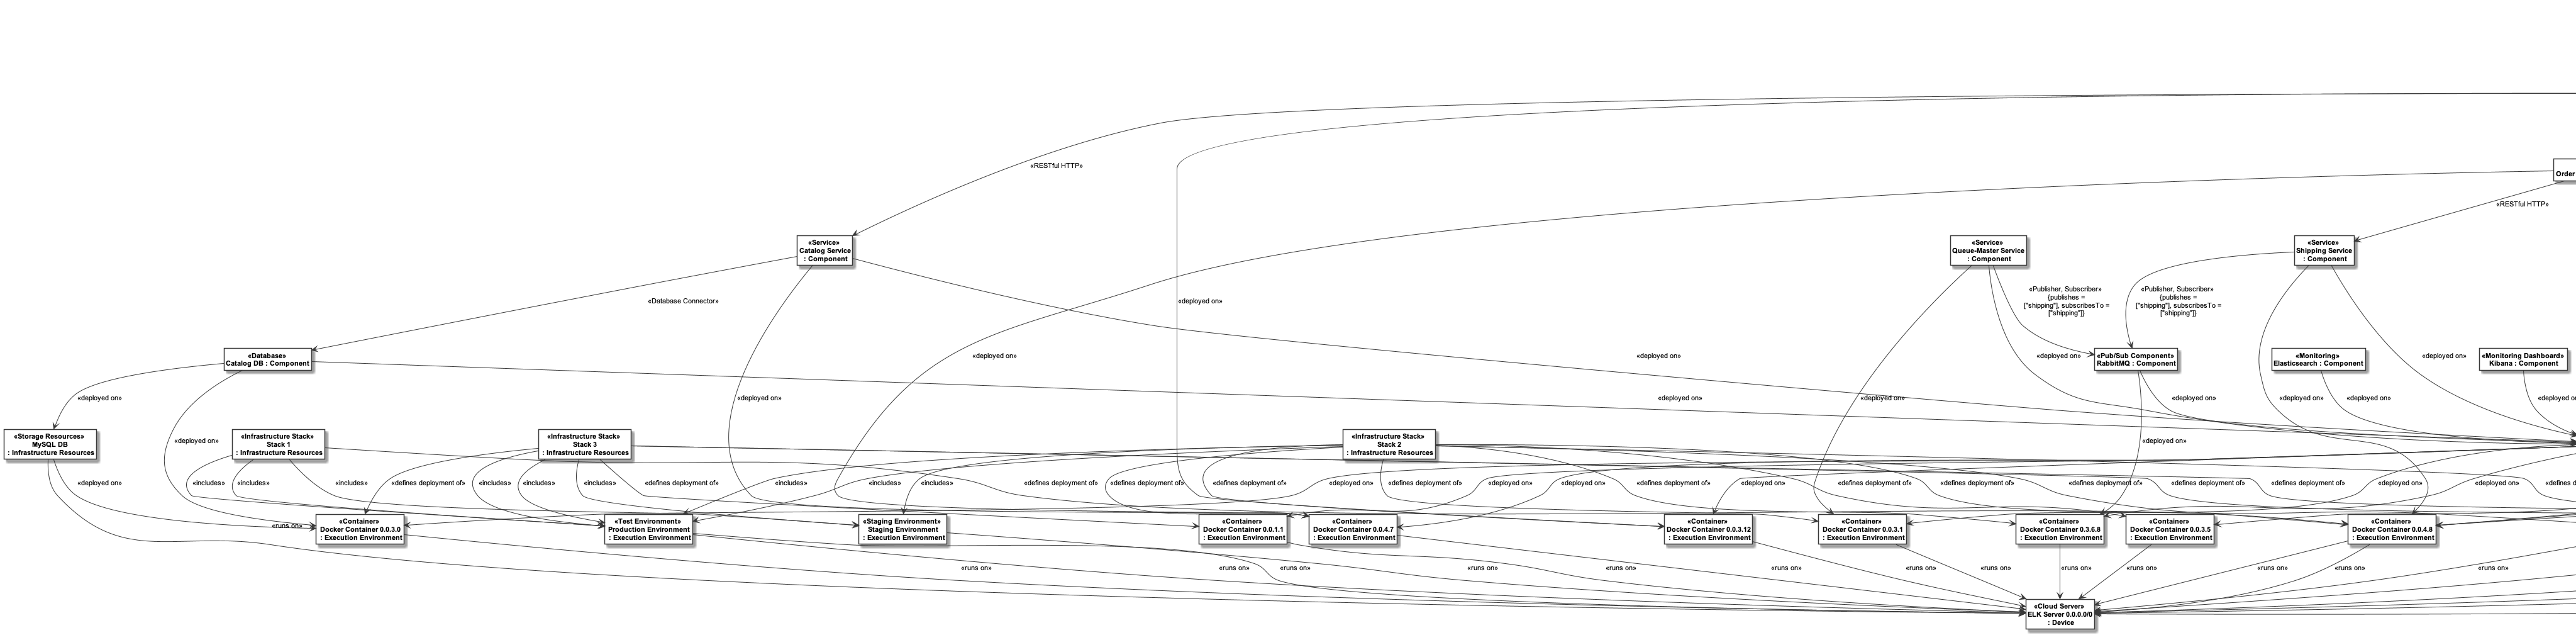 «RESTful HTTP»
Order
«RESTful HTTP»
«Service»
Catalog Service
: Component
«Service»
Queue-Master Service
: Component
«Service»
Shipping Service
: Component
«Database Connector»
«deployed on»
«Publisher, Subscriber»
{publishes =
["shipping"], subscribesTo =
["shipping"]}
«Publisher, Subscriber»
{publishes =
["shipping"], subscribesTo =
["shipping"]}
«Database»
Catalog DB : Component
«deployed on»
«deployed on»
«deployed on»
«Pub/Sub Component»
RabbitMQ : Component
«Monitoring»
Elasticsearch : Component
«deployed on»
«Monitoring Dashboard»
Kibana : Component
«deployed on»
«deployed on»
«deployed on»
«deployed on»
«deployed on»
«deployed on
«Storage Resources»
MySQL DB
: Infrastructure Resources
«deployed on»
«Infrastructure Stack»
Stack 1
: Infrastructure Resources
«Infrastructure Stack»
Stack 3
: Infrastructure Resources
«Infrastructure Stack»
Stack 2
: Infrastructure Resources
«deployed on»
«deployed on»
«includes»
«includes»
«defines deployment of»
«includes»
«includes»
«includes»
«defines deployment of»
«includes»
«includes»
«includes»
«defines deployment of»
«defines deployment of»
«deployed on»
«defines deployment of»
«deployed on»
«deployed on»
«defines deployment of»
«deployed on»
«defines deployment of»
«defines deployment of»
«defines deployment of»
«defines deployment of»
«defines deployment of»
«deployed on»
«defines deployment of»
«deployed on»
«defines deployment of»
«defines d
«runs on»
«Container»
Docker Container 0.0.3.0
: Execution Environment
«Test Environment»
Production Environment
: Execution Environment
«Staging Environment»
Staging Environment
: Execution Environment
«Container»
Docker Container 0.0.1.1
: Execution Environment
«Container»
Docker Container 0.0.4.7
: Execution Environment
«Container»
Docker Container 0.0.3.12
: Execution Environment
«Container»
Docker Container 0.0.3.1
: Execution Environment
«Container»
Docker Container 0.3.6.8
: Execution Environment
«Container»
Docker Container 0.0.3.5
: Execution Environment
«Container»
Docker Container 0.0.4.8
: Execution Environment
«runs on»
«runs on»
«runs on»
«runs on»
«runs on»
«runs on»
«runs on»
«runs on»
«runs on»
«runs on»
«runs on»
«runs on»
«runs on»
«Cloud Server»
ELK Server 0.0.0.0/0
: Device